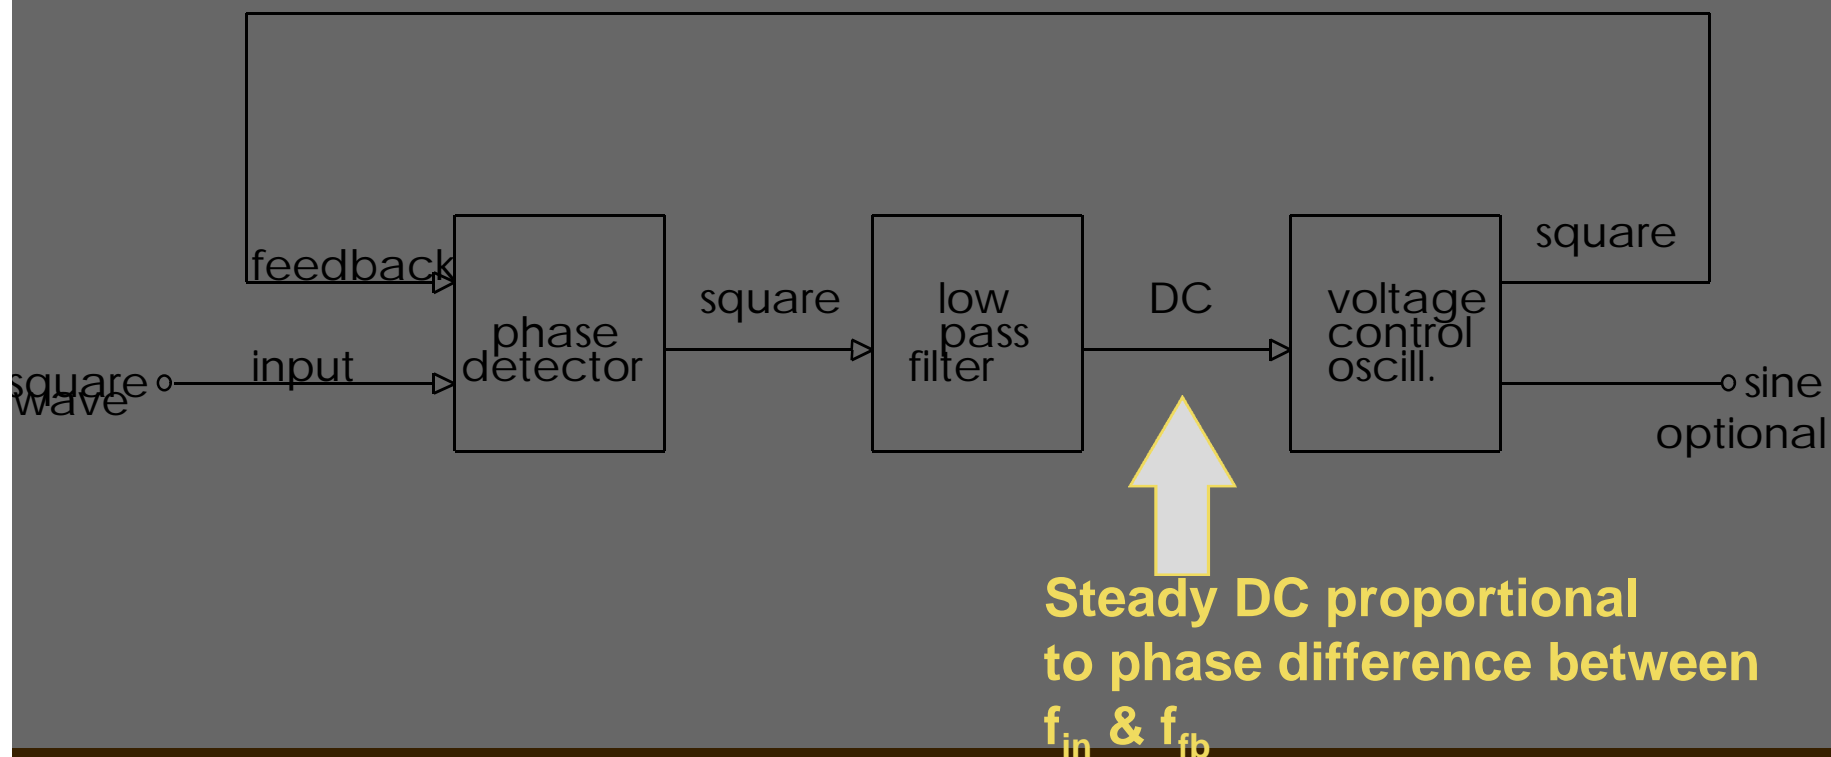 feedback
input
square
wave
phase
detector
square
low
pass
filter
DC
voltage
control
oscill.
square
sine
optional
Steady DC proportional
to phase difference between
fin & ffb